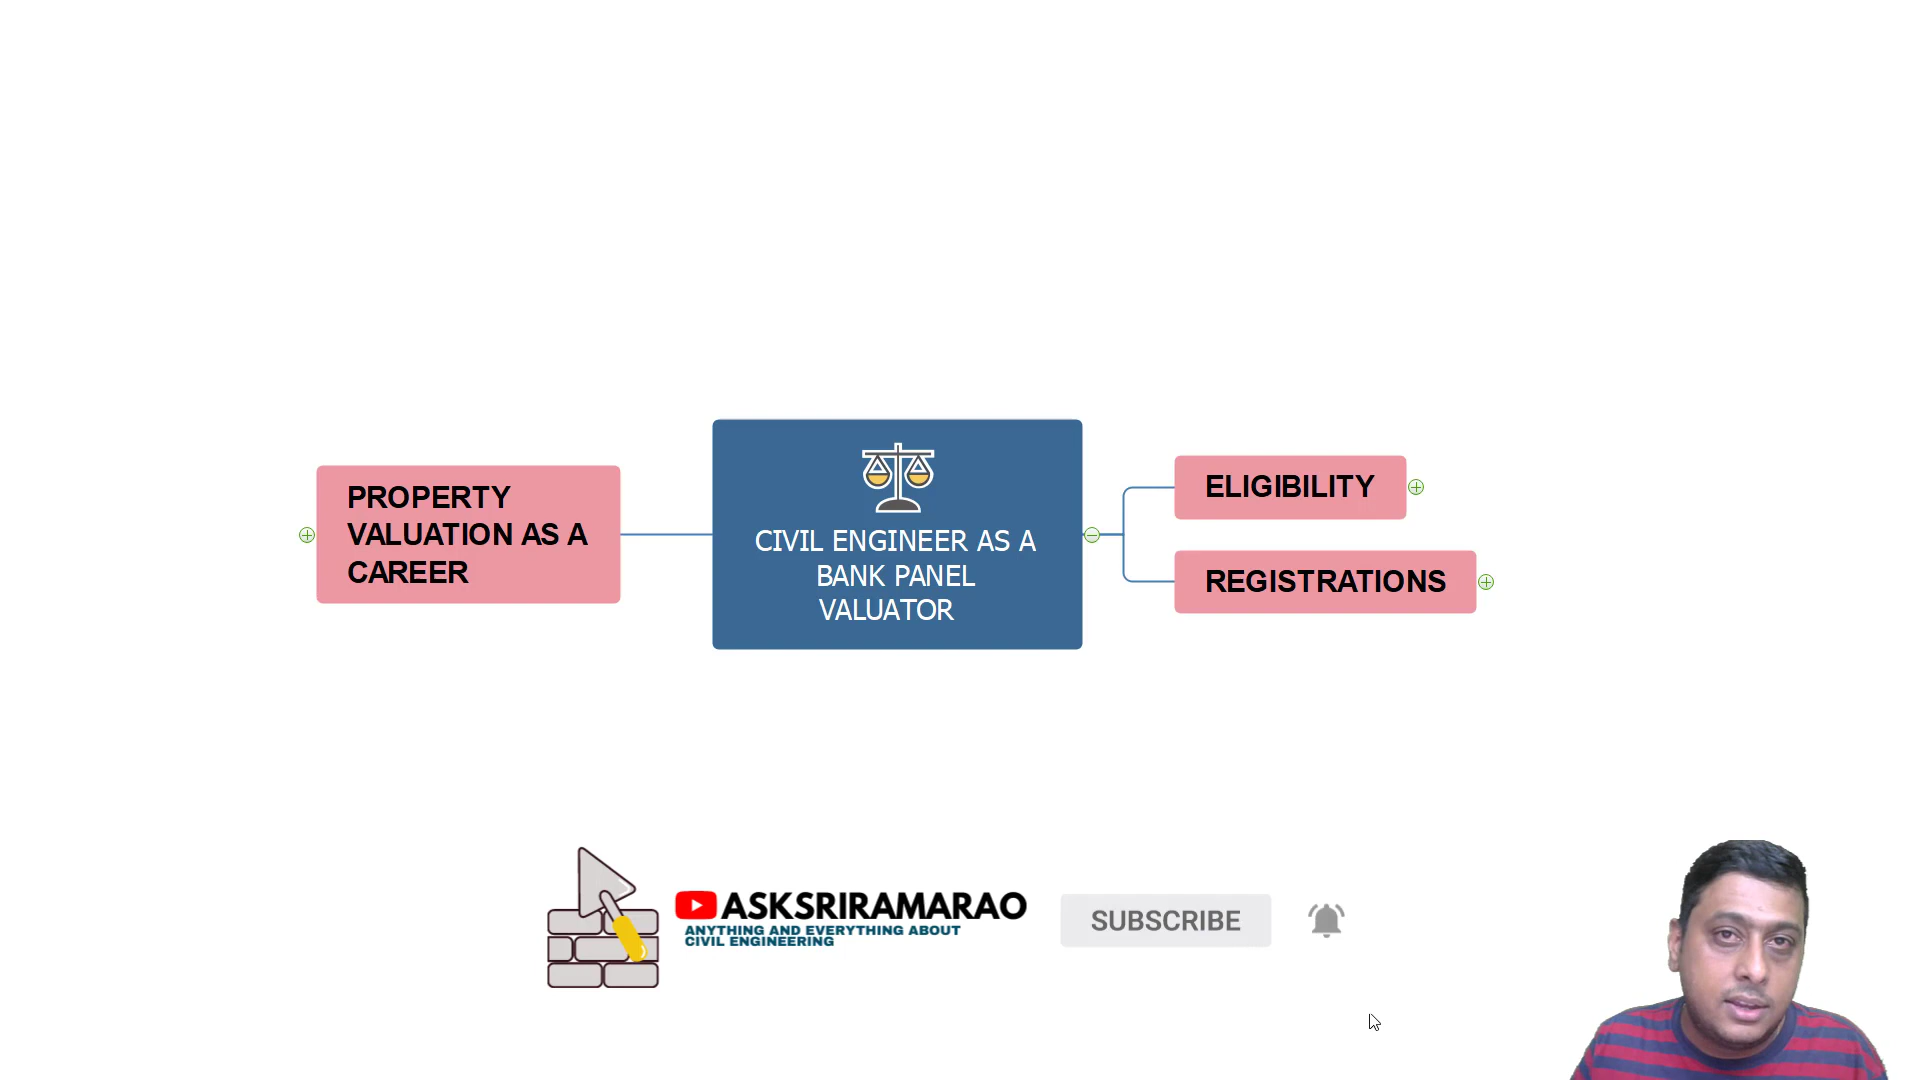 PROPERTY
VALUATION AS A
CAREER
CIVIL ENGINEER AS A
BANK PANEL
VALUATOR
ELIGIBILITY
REGISTRATIONS
ASKSRIRAMARAO
ANYTHING AND EVERYTHING ABOUT
CIVIL ENGINEERING
SUBSCRIBE